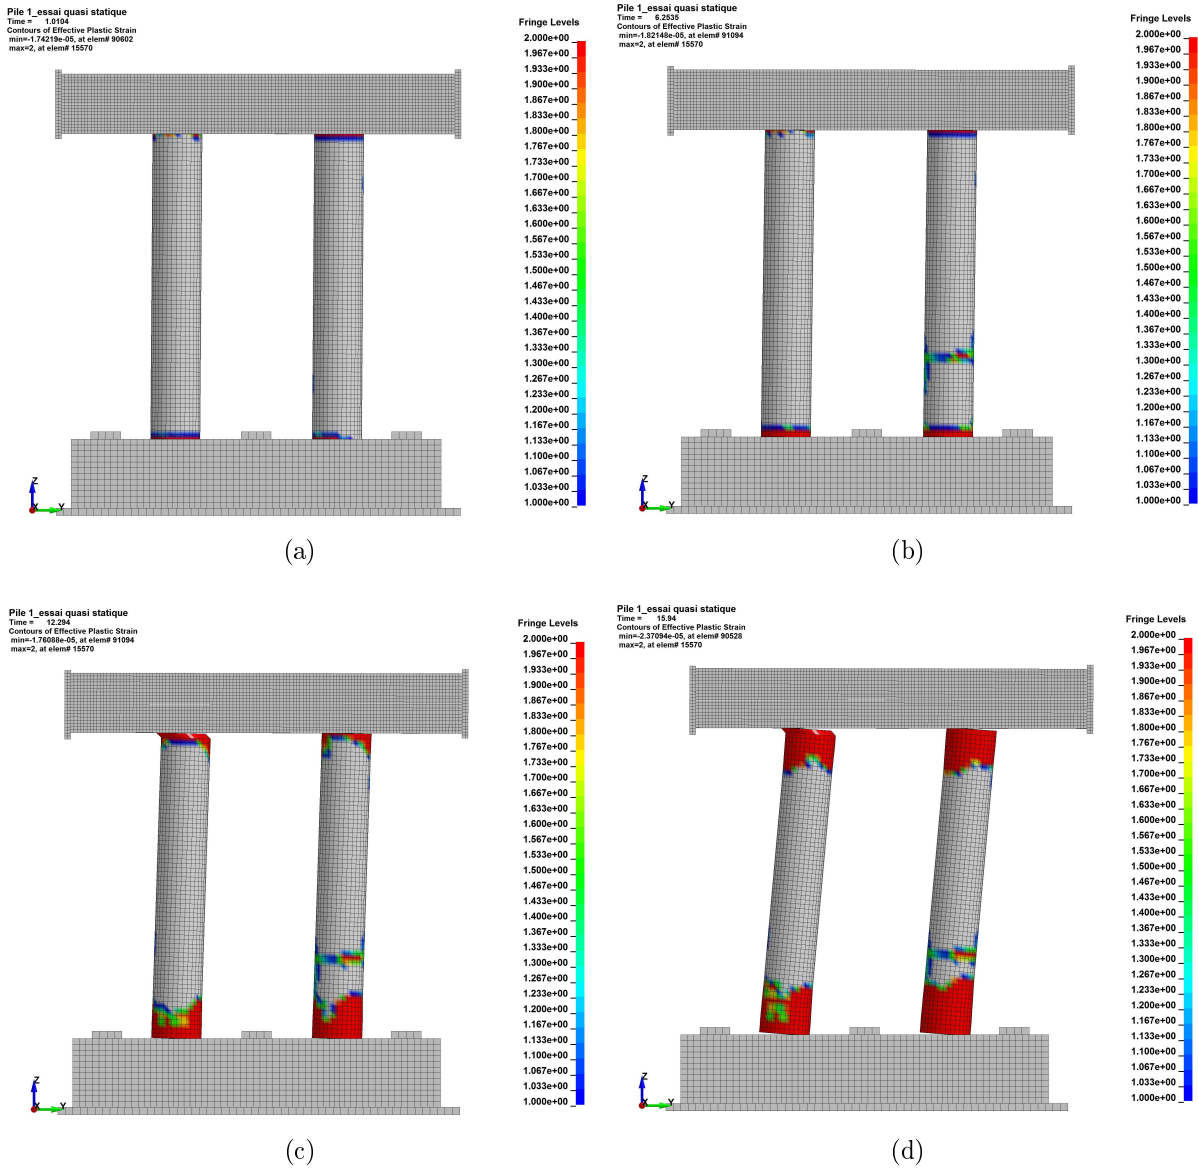 Pile 1_essai quasi statique
Time = 1.0104
Contours of Effective Plastic Strain
min=-1.74219e-05, at elem# 90602
max=2, at elem# 15570
Fringe Levels
2.000e+00
1.967e+00
1.933e+00
1.900e+00
1.867e+00
1.833e+00
1.800e+00
1.767e+00
1.733e+00
1.700e+00
1.667e+00
1.633e+00
1.600e+00
1.567e+00
1.533e+00
1.500e+00
1.467e+00
1.433e+00
1.400e+00
1.367e+00
1.333e+00
1.300e+00
1.267e+00
1.233e+00
1.200e+00
1.167e+00
1.133e+00
1.100e+00
1.067e+00
1.033e+00
1.000e+00
Z
X Y
(a)
Pile 1_essai quasi statique
Time = 6.2535
Contours of Effective Plastic Strain
min=-1.82148e-05, at elem# 91094
max=2, at elem# 15570
Fringe Levels
2.000e+00
1.967e+00
1.933e+00
1.900e+00
1.867e+00
1.833e+00
1.800e+00
1.767e+00
1.733e+00
1.700e+00
1.667e+00
1.633e+00
1.600e+00
1.567e+00
1.533e+00
1.500e+00
1.467e+00
1.433e+00
1.400e+00
1.367e+00
1.333e+00
1.300e+00
1.267e+00
1.233e+00
1.200e+00
1.167e+00
1.133e+00
1.100e+00
1.067e+00
1.033e+00
1.000e+00
Z
X Y
(b)
Pile 1_essai quasi statique
Time = 12.294
Contours of Effective Plastic Strain
min=-1.76088e-05, at elem# 91094
max=2, at elem# 15570
Fringe Levels
2.000e+00
1.967e+00
1.933e+00
1.900e+00
1.867e+00
1.833e+00
1.800e+00
1.767e+00
1.733e+00
1.700e+00
1.667e+00
1.633e+00
1.600e+00
1.567e+00
1.533e+00
1.500e+00
1.467e+00
1.433e+00
1.400e+00
1.367e+00
1.333e+00
1.300e+00
1.267e+00
1.233e+00
1.200e+00
1.167e+00
1.133e+00
1.100e+00
1.067e+00
1.033e+00
1.000e+00
Z
X Y
(c)
Pile 1_essai quasi statique
Time = 15.94
Contours of Effective Plastic Strain
min=-2.37094e-05, at elem# 90528
max=2, at elem# 15570
Fringe Levels
2.000e+00
1.967e+00
1.933e+00
1.900e+00
1.867e+00
1.833e+00
1.800e+00
1.767e+00
1.733e+00
1.700e+00
1.667e+00
1.633e+00
1.600e+00
1.567e+00
1.533e+00
1.500e+00
1.467e+00
1.433e+00
1.400e+00
1.367e+00
1.333e+00
1.300e+00
1.267e+00
1.233e+00
1.200e+00
1.167e+00
1.133e+00
1.100e+00
1.067e+00
1.033e+00
1.000e+00
Z
X Y
(d)